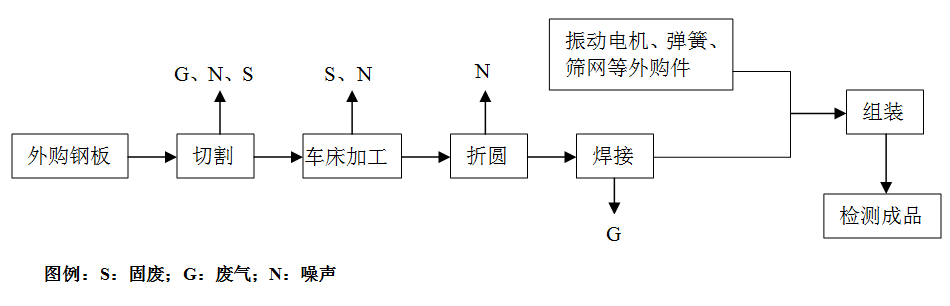 振动电机、弹簧、
筛网等外购件
G、N、S
S、N
N
组装
外购钢板
切割
车床加工
折圆
焊接
检测成品
G
图例：S：固废；G：废气；N：噪声